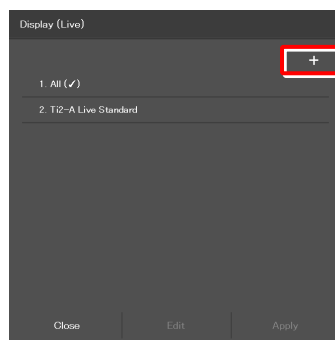 Display (Live)
+
1. All (✓)
2. Ti2-A Live Standard
Close Edit Apply